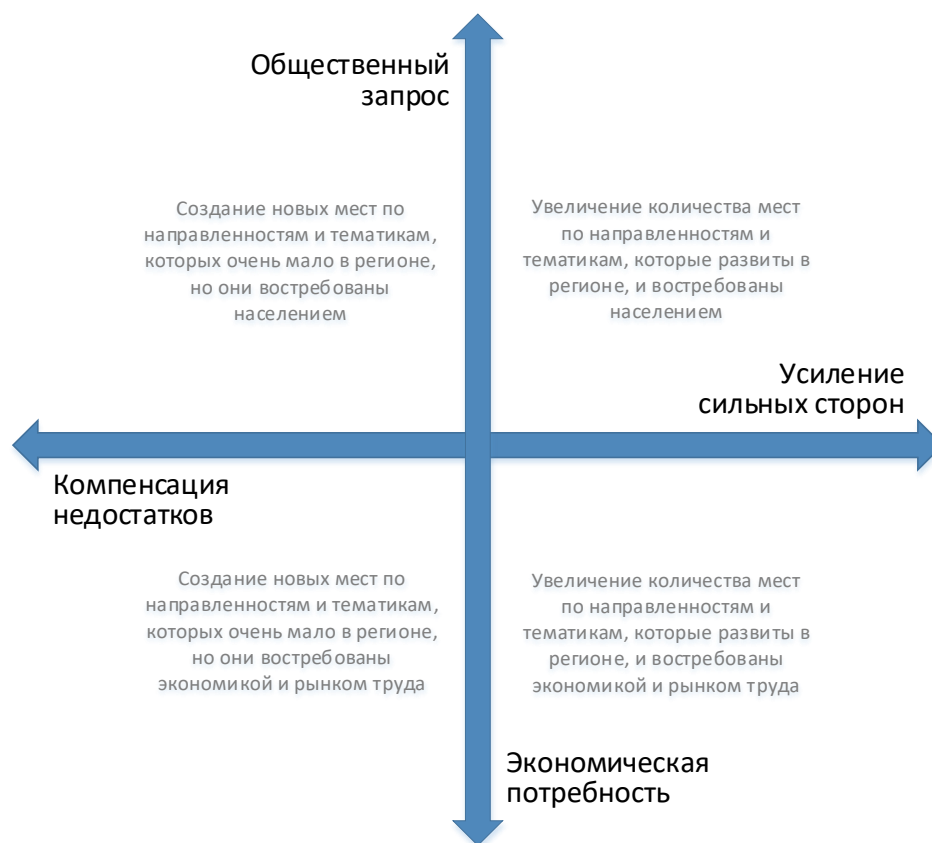 Общественный
запрос
Создание новых мест по
направленностям и тематикам,
которых очень мало в регионе,
но они востребованы
населением
Увеличение количества мест
по направленностям и
тематикам, которые развиты в
регионе, и востребованы
населением
Усиление
сильных сторон
Компенсация
недостатков
Создание новых мест по
направленностям и тематикам,
которых очень мало в регионе,
но они востребованы
экономикой и рынком труда
Увеличение количества мест
по направленностям и
тематикам, которые развиты в
регионе, и востребованы
экономикой и рынком труда
Экономическая
потребность